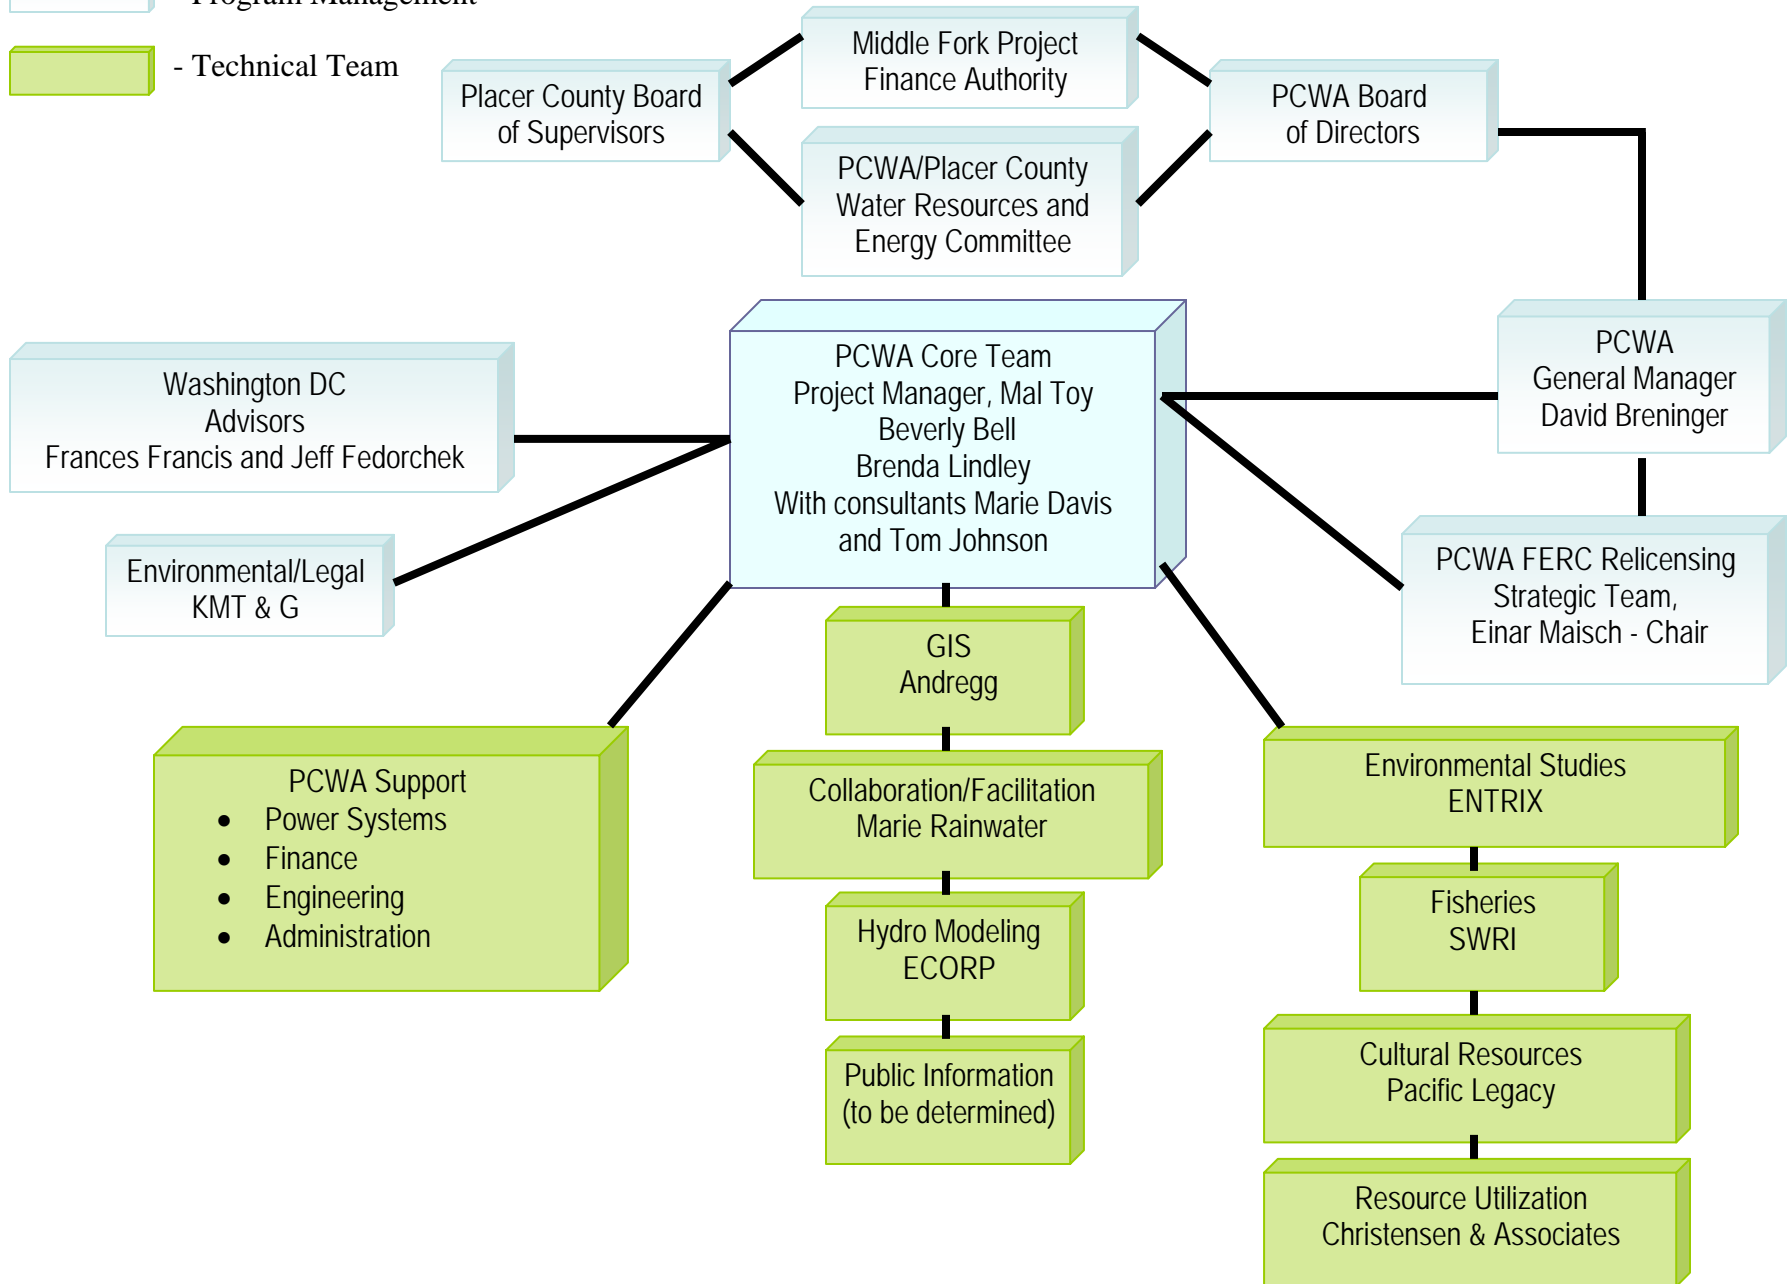 - Program Management
- Technical Team
Placer County Board
of Supervisors
Middle Fork Project
Finance Authority
PCWA/Placer County
Water Resources and
Energy Committee
PCWA Board
of Directors
Washington DC
Advisors
Frances Francis and Jeff Fedorchek
Environmental/Legal
KMT & G
PCWA Core Team
Project Manager, Mal Toy
Beverly Bell
Brenda Lindley
With consultants Marie Davis
and Tom Johnson
PCWA
General Manager
David Breninger
PCWA FERC Relicensing
Strategic Team,
Einar Maisch - Chair
PCWA Support
• Power Systems
• Finance
• Engineering
• Administration
GIS
Andregg
Collaboration/Facilitation
Marie Rainwater
Hydro Modeling
ECORP
Public Information
(to be determined)
Environmental Studies
ENTRIX
Fisheries
SWRI
Cultural Resources
Pacific Legacy
Resource Utilization
Christensen & Associates